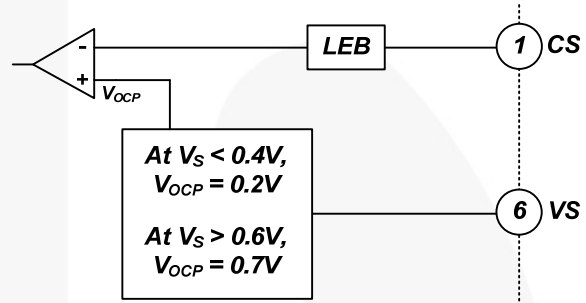 -
LEB
1
CS
+
VOCP
At VS < 0.4V,
VOCP = 0.2V
At VS > 0.6V,
VOCP = 0.7V
6
VS